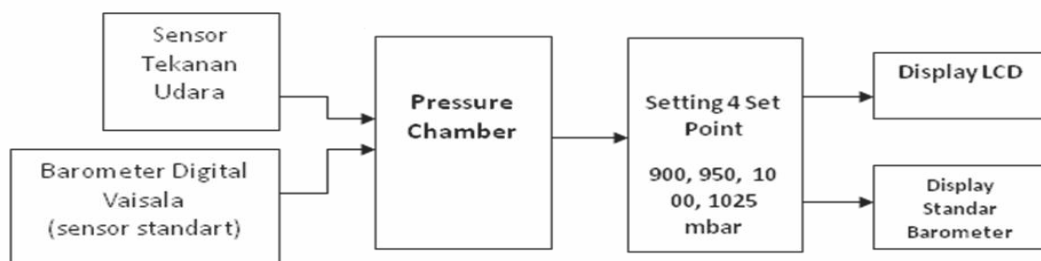 Sensor
Tekanan
Udara
Barometer Digital
Vaisala
(sensor standart)
Pressure
Chamber
Setting 4 Set
Point
900, 950, 10
00, 1025
mbar
Display LCD
Display
Standar
Barometer